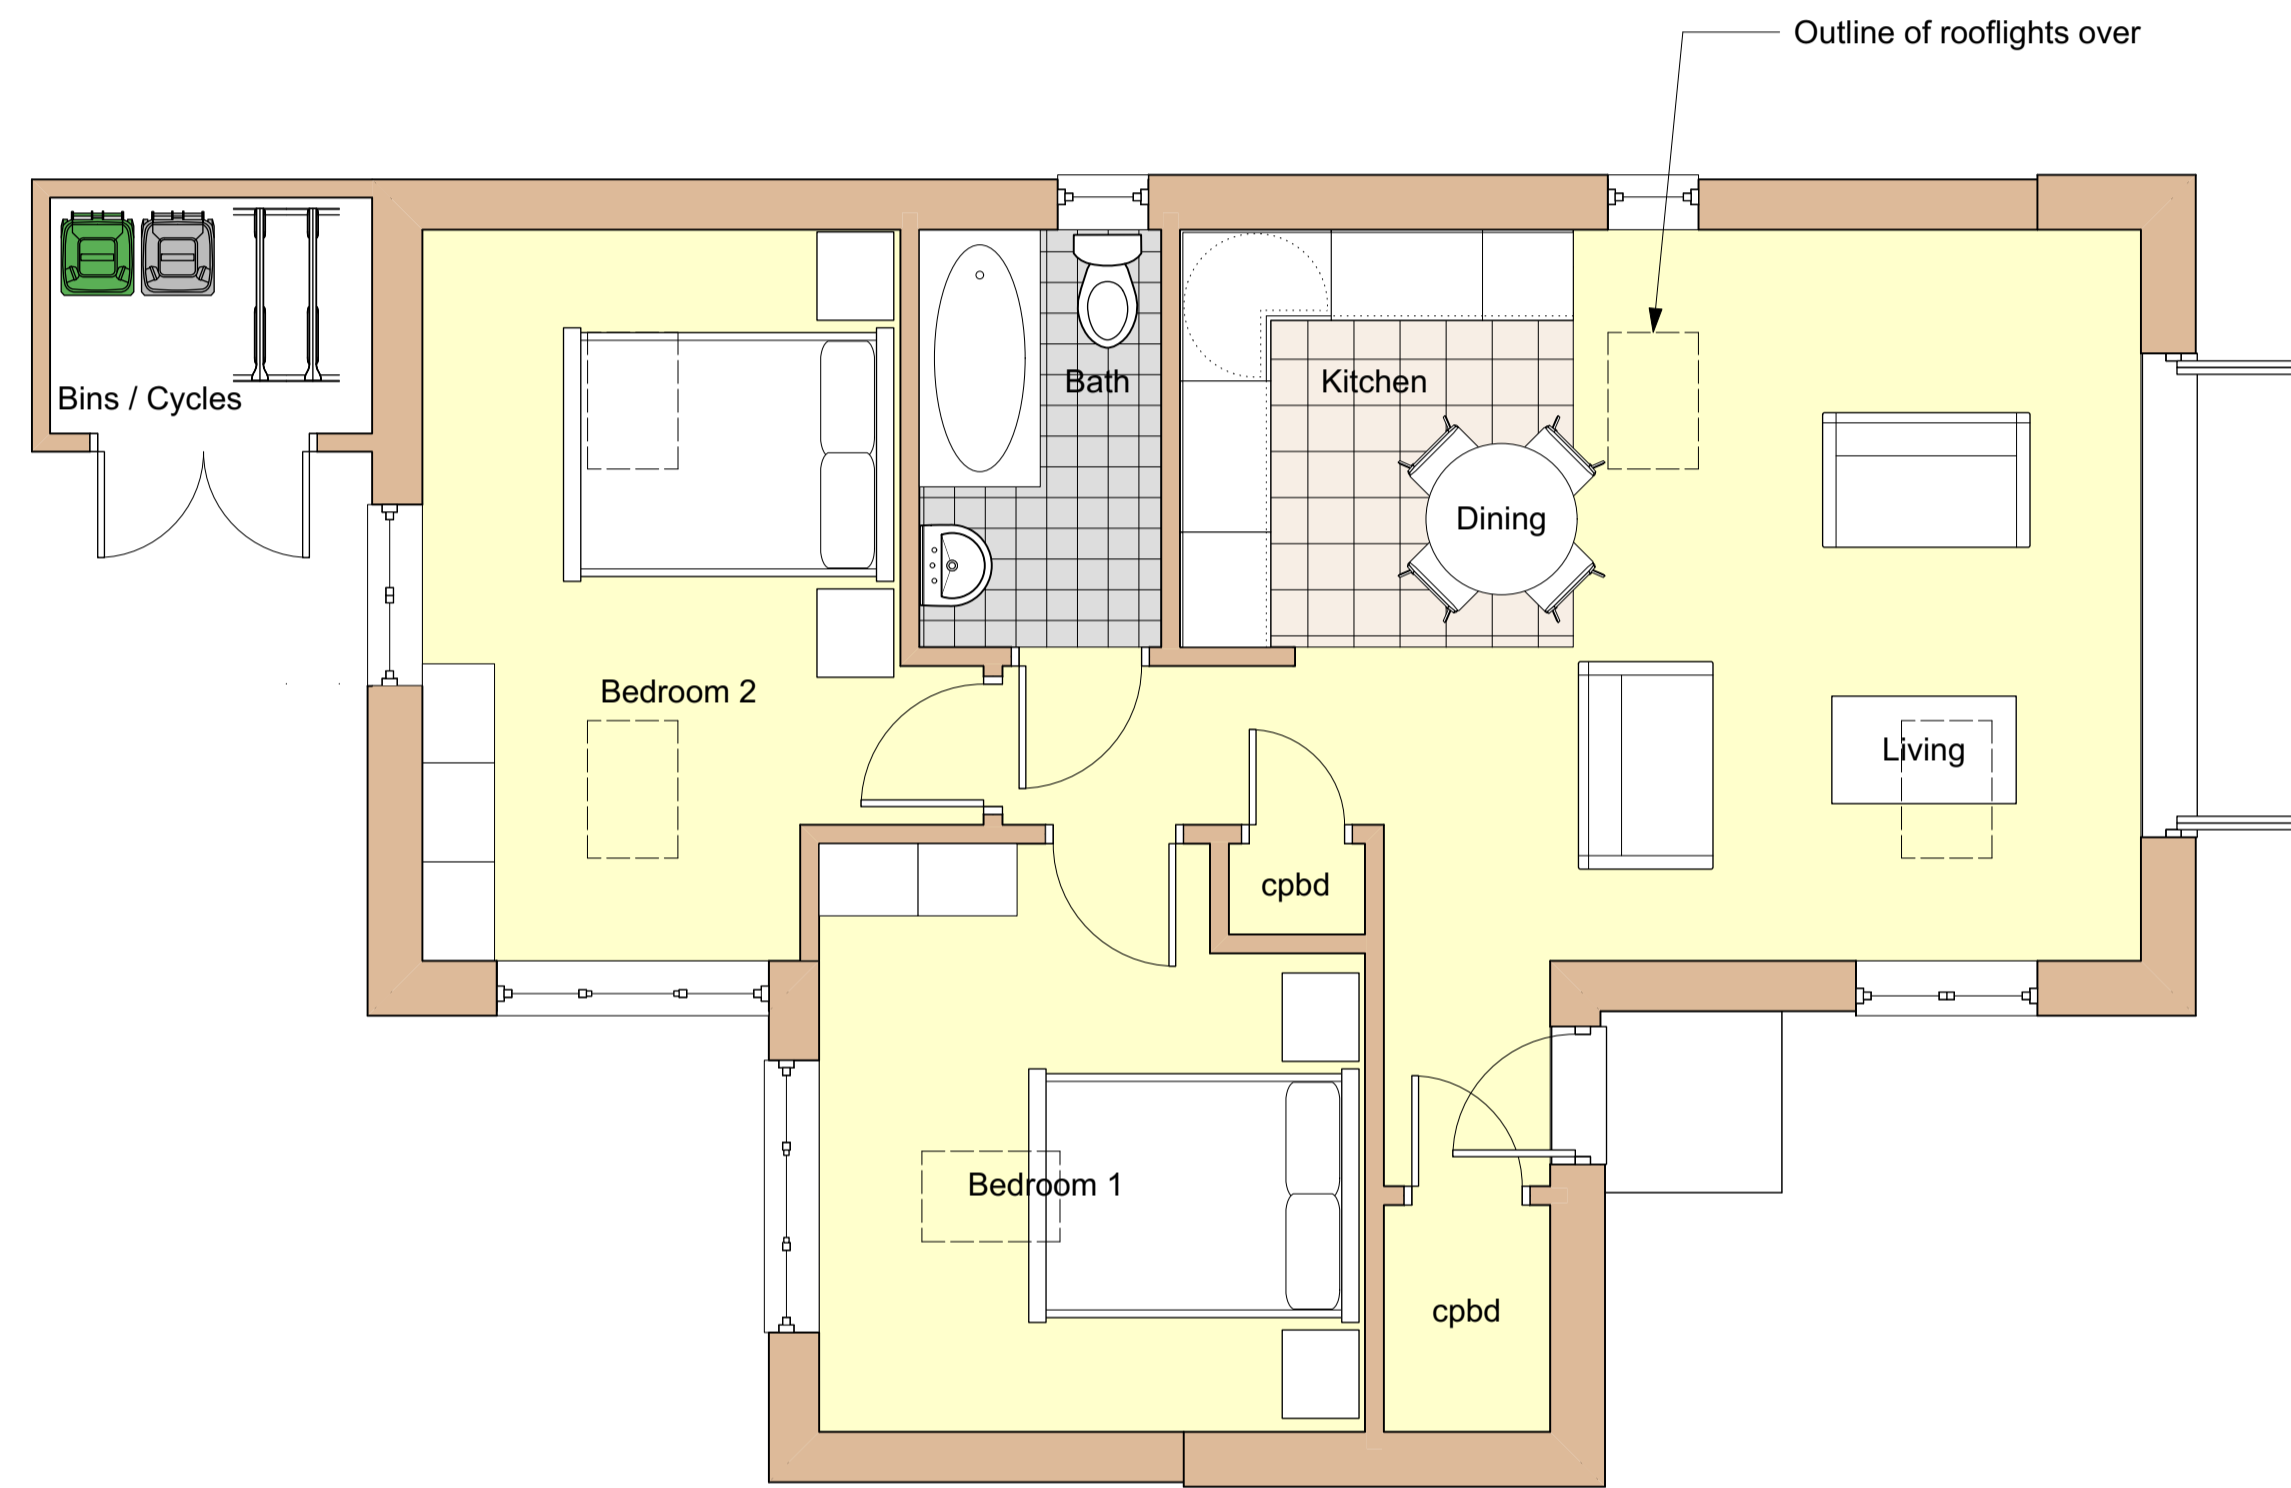 Outline of rooflights over
Bins / Cycles
Bath
Kitchen
Dining
Bedroom 2
Living
cpbd
Bedroom 1
cpbd